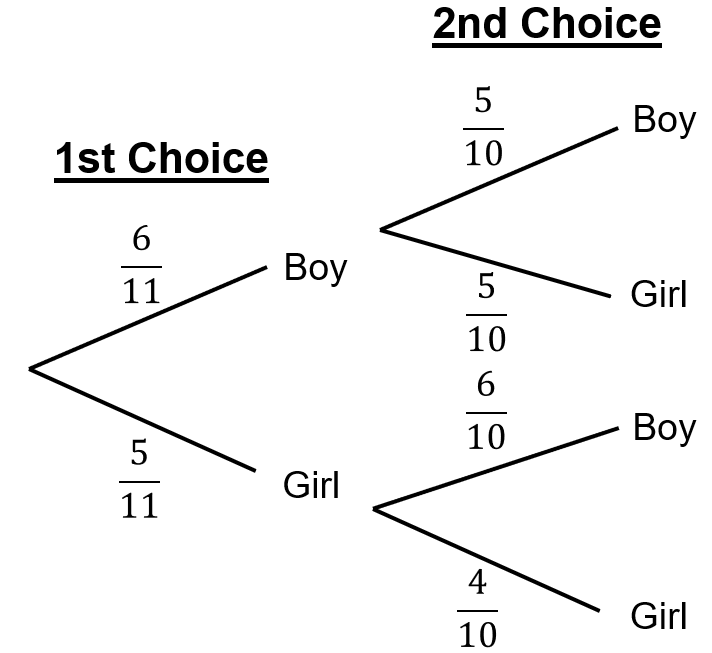 2nd Choice
5/10
Boy
1st Choice
6/11
Boy
5/10
Girl
6/10
Boy
5/11
Girl
4/10
Girl